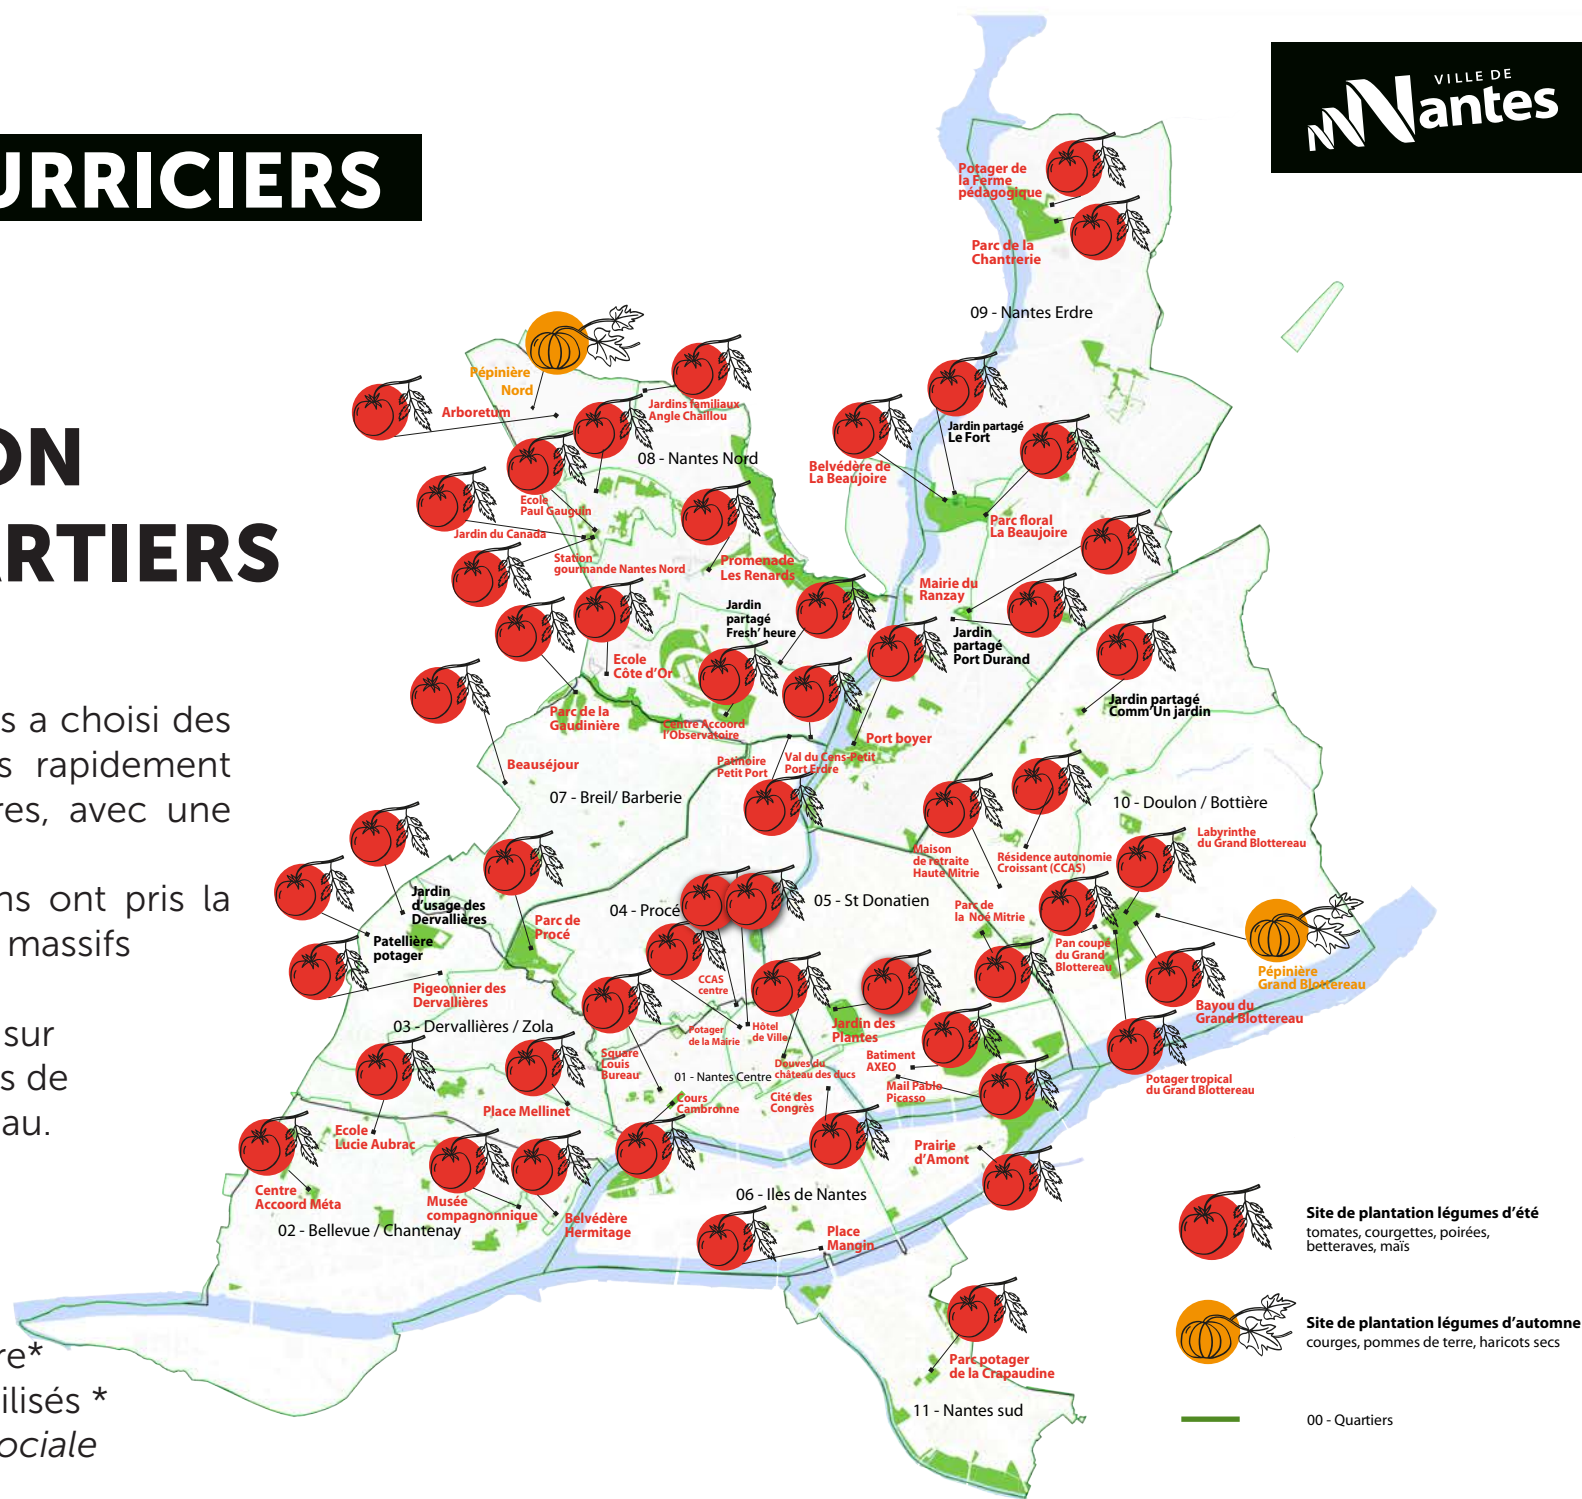 VILLE DE
Nantes
URRICIERS
ON
ARTIERS
s a choisi des
s rapidement
res, avec une
ns ont pris la
massifs
sur
s de
au.
re*
ilisés *
ociale
Potager de
la Ferme
pédagogique
Parc de la
Chantrerie
09 - Nantes Erdre
Pépinière
Nord
Arboretum
Jardins familiaux
Angle Chaillou
08 - Nantes Nord
Ecole
Paul Gauguin
Jardin du Canada
Station
gourmande Nantes Nord
Promenade
Les Renards
Jardin partagé
Le Fort
Belvédère de
La Beaujoire
Parc floral
La Beaujoire
Mairie du
Ranzay
Jardin
partagé
Port Durand
Jardin
partagé
Fresh' heure
Ecole
Côte d'Or
Parc de la
Gaudinière
Centre Accoord
l'Observatoire
Patinoire
Petit Port
Val du Cens-Petit
Port Erdre
Port boyer
Jardin partagé
Comm'Un jardin
Beauséjour
07 - Breil/ Barberie
10 - Doulon / Bottière
Labyrinthe
du Grand Blottereau
Maison
de retraite
Haute Mitrie
Résidence autonomie
Croissant (CCAS)
Jardin
d'usage des
Dervallières
Patellière
potager
Parc de
Procé
04 - Procé
05 - St Donatien
Parc de
la Noé Mitrie
Pan coupé
du Grand
Blottereau
Pépinière
Grand Blottereau
Bayou du
Grand Blottereau
Pigeonnier des
Dervallières
CCAS
centre
03 - Dervallières / Zola
Potager
de la Mairie
Hôtel
de Ville
Jardin des
Plantes
Square
Louis
Bureau
01 - Nantes Centre
Douves du
château des ducs
Batiment
AXEO
Mail Pablo
Picasso
Potager tropical
du Grand Blottereau
Place Mellinet
Cours
Cambronne
Cité des
Congrès
Ecole
Lucie Aubrac
Prairie
d'Amont
Centre
Accoord Méta
Musée
compagnonnique
Belvédère
Hermitage
02 - Bellevue / Chantenay
06 - Iles de Nantes
Place
Mangin
Parc potager
de la Crapaudine
11 - Nantes sud
Site de plantation légumes d'été
tomates, courgettes, poirées,
betteraves, maïs
Site de plantation légumes d'automne
courges, pommes de terre, haricots secs
00 - Quartiers